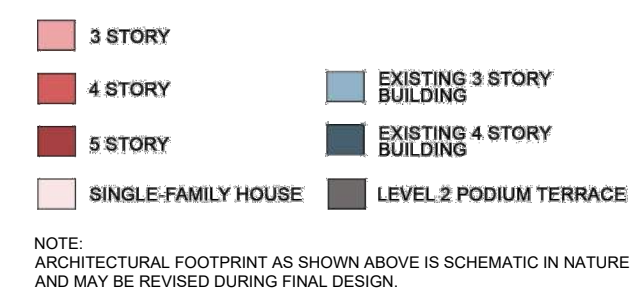 3 STORY
4 STORY
5 STORY
SINGLE-FAMILY HOUSE
EXISTING 3 STORY
BUILDING
EXISTING 4 STORY
BUILDING
LEVEL 2 PODIUM TERRACE
NOTE:
ARCHITECTURAL FOOTPRINT AS SHOWN ABOVE IS SCHEMATIC IN NATURE
AND MAY BE REVISED DURING FINAL DESIGN.